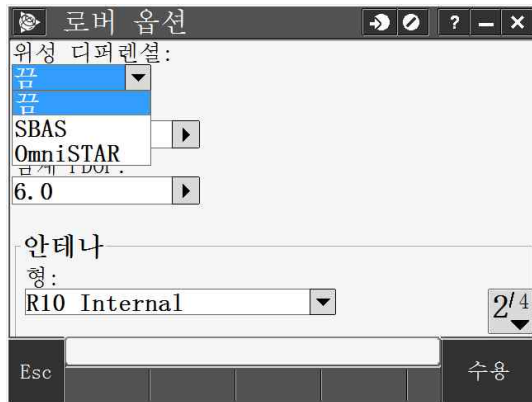 로버 옵션
? — ×
위성 디퍼렌셜:
끔
끔
SBAS
OmniSTAR
PDOP:
6.0
안테나
형:
R10 Internal
2/4
Esc
수용